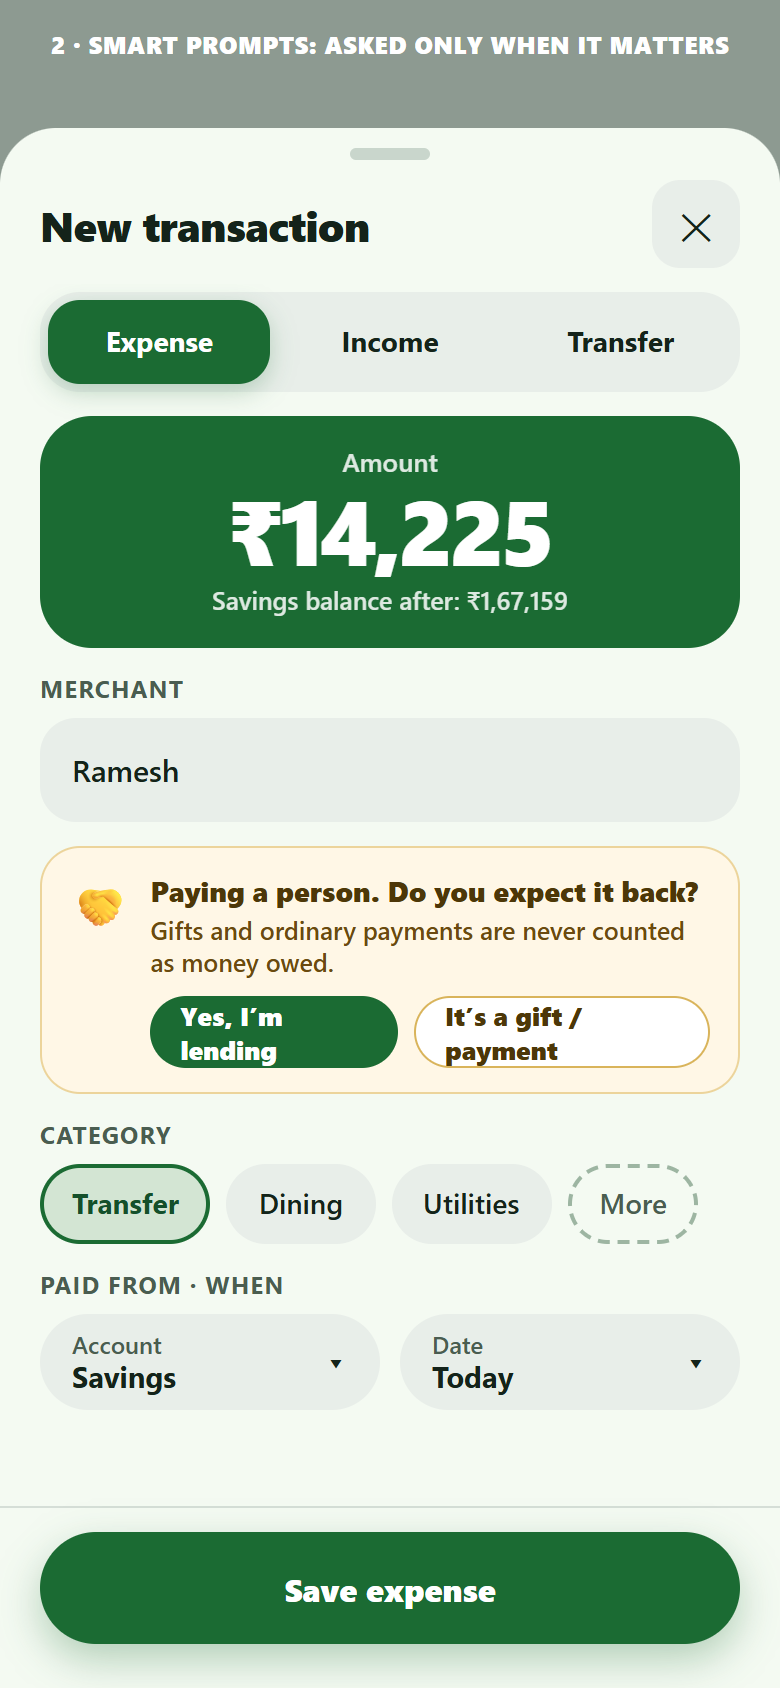 2 · SMART PROMPTS: ASKED ONLY WHEN IT MATTERS
New transaction
Expense
Income
Transfer
Amount
₹14,225
Savings balance after: ₹1,67,159
MERCHANT
Ramesh
Paying a person. Do you expect it back?
Gifts and ordinary payments are never counted
as money owed.
Yes, I’m
lending
It’s a gift /
payment
CATEGORY
Transfer
Dining
Utilities
More
PAID FROM · WHEN
Account
Savings
Date
Today
Save expense